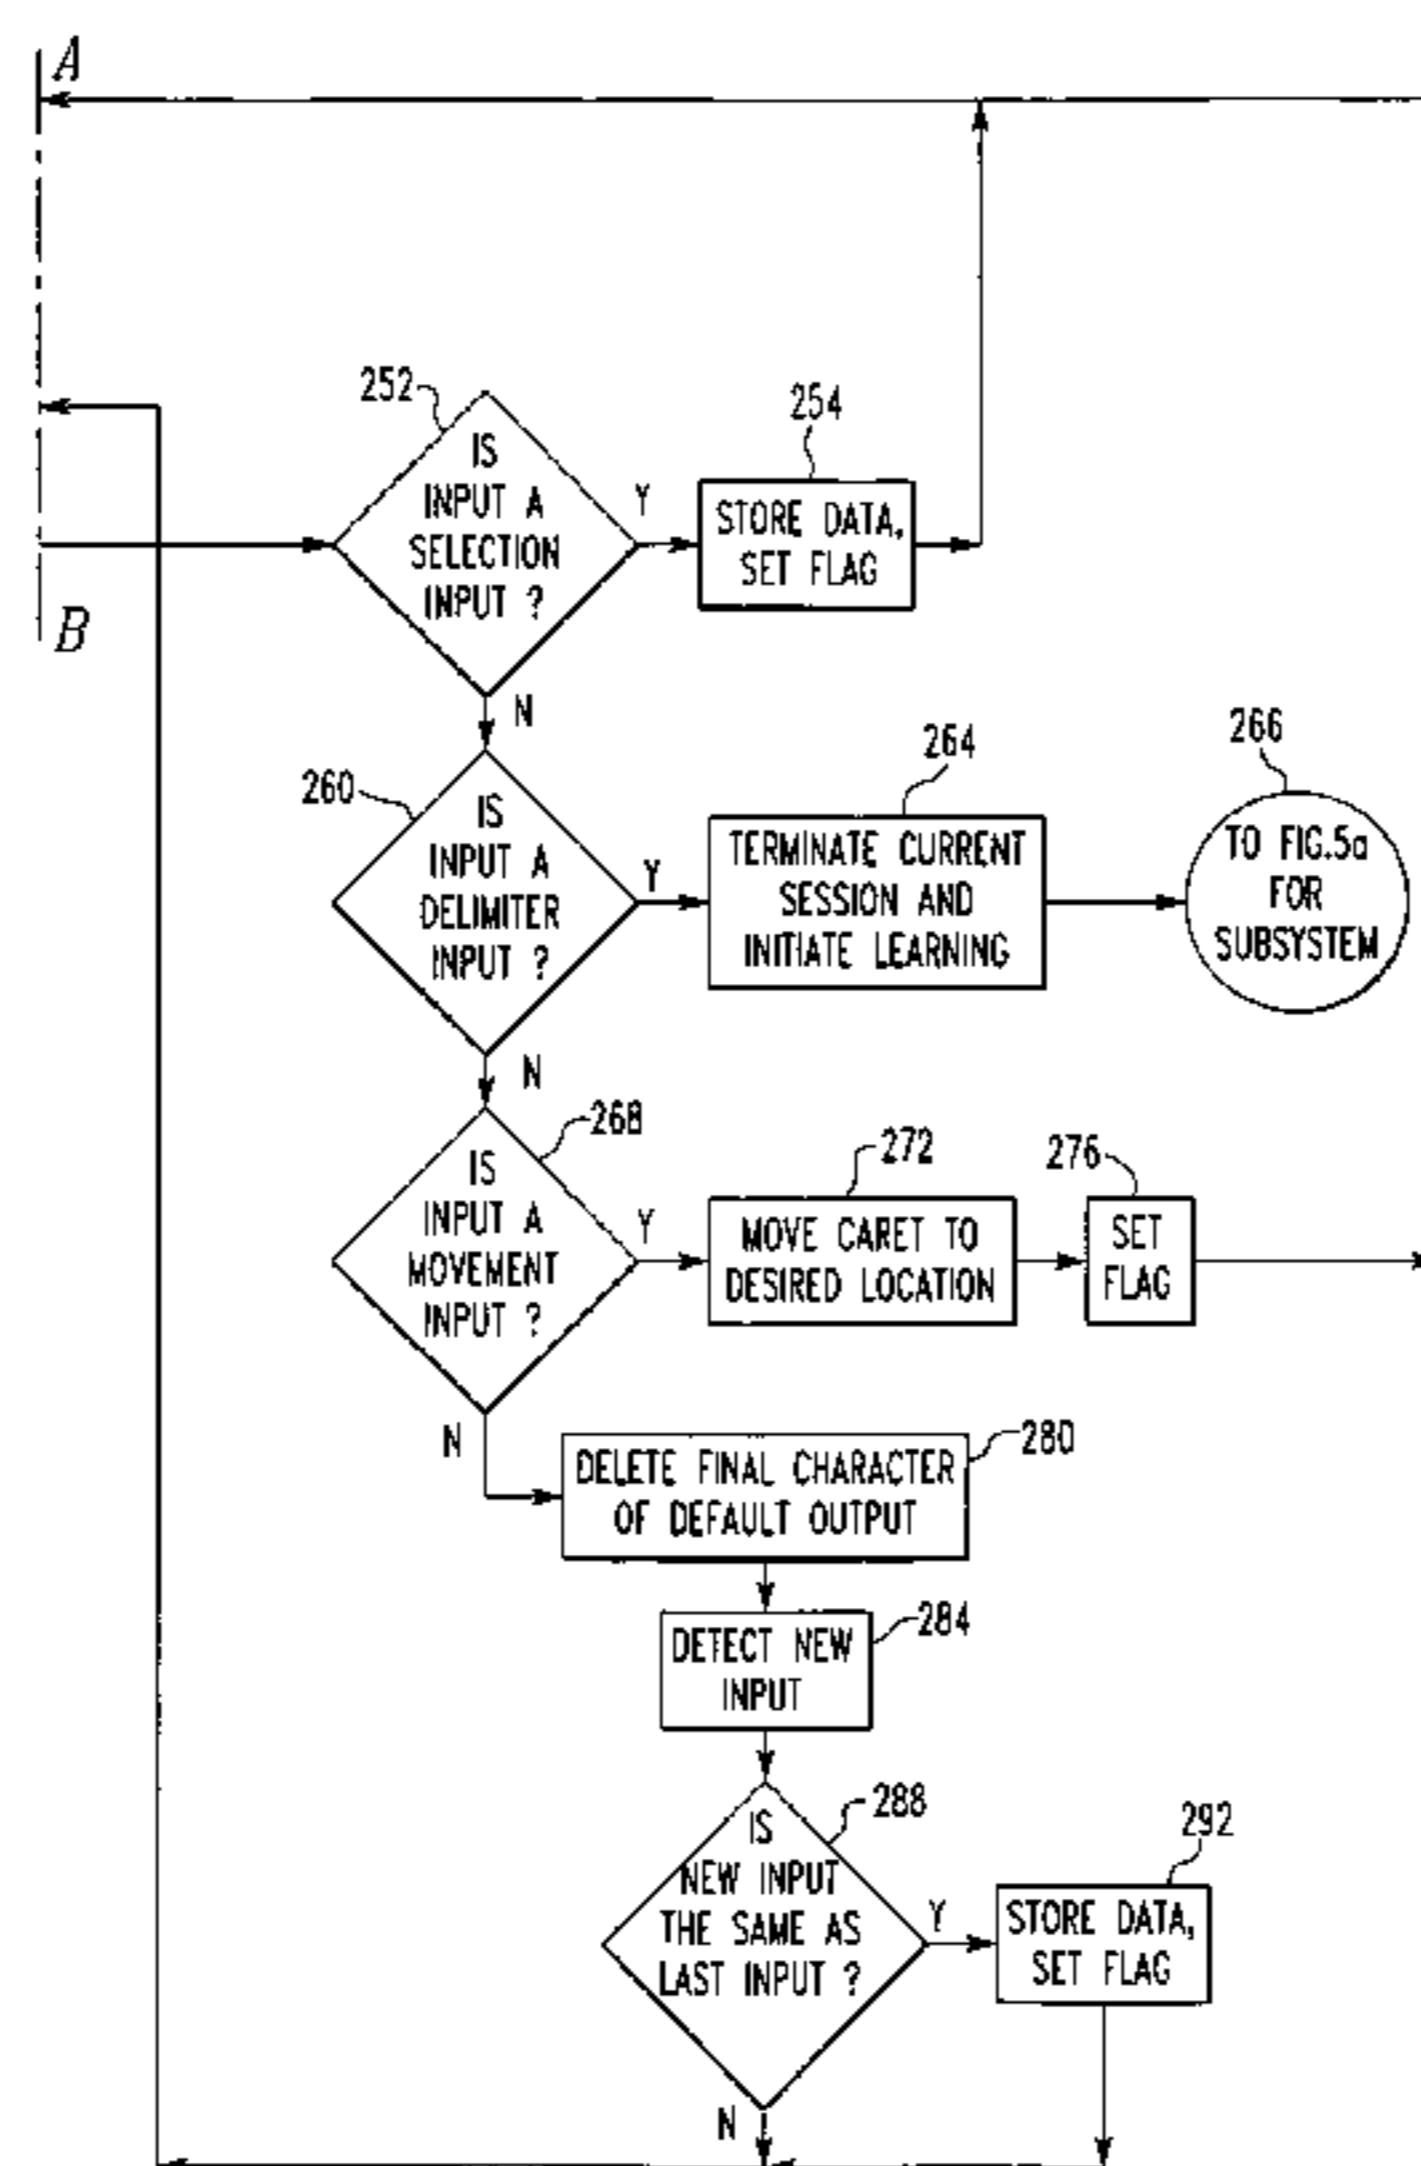 A
252
254
IS
INPUT A
SELECTION
INPUT ?
Y
STORE DATA,
SET FLAG
B
N
260
264
266
IS
INPUT A
DELIMITER
INPUT ?
Y
TERMINATE CURRENT
SESSION AND
INITIATE LEARNING
TO FIG.5a
FOR
SUBSYSTEM
N
268
272
276
IS
INPUT A
MOVEMENT
INPUT ?
Y
MOVE CARET TO
DESIRED LOCATION
SET
FLAG
N
280
DELETE FINAL CHARACTER
OF DEFAULT OUTPUT
284
DETECT NEW
INPUT
288
292
IS
NEW INPUT
THE SAME AS
LAST INPUT ?
Y
STORE DATA,
SET FLAG
N